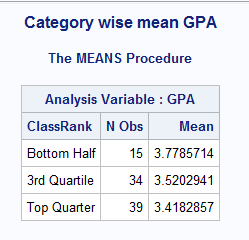 Category wise mean GPA
The MEANS Procedure
Analysis Variable : GPA
ClassRank N Obs Mean
Bottom Half 15 3.7785714
3rd Quartile 34 3.5202941
Top Quarter 39 3.4182857